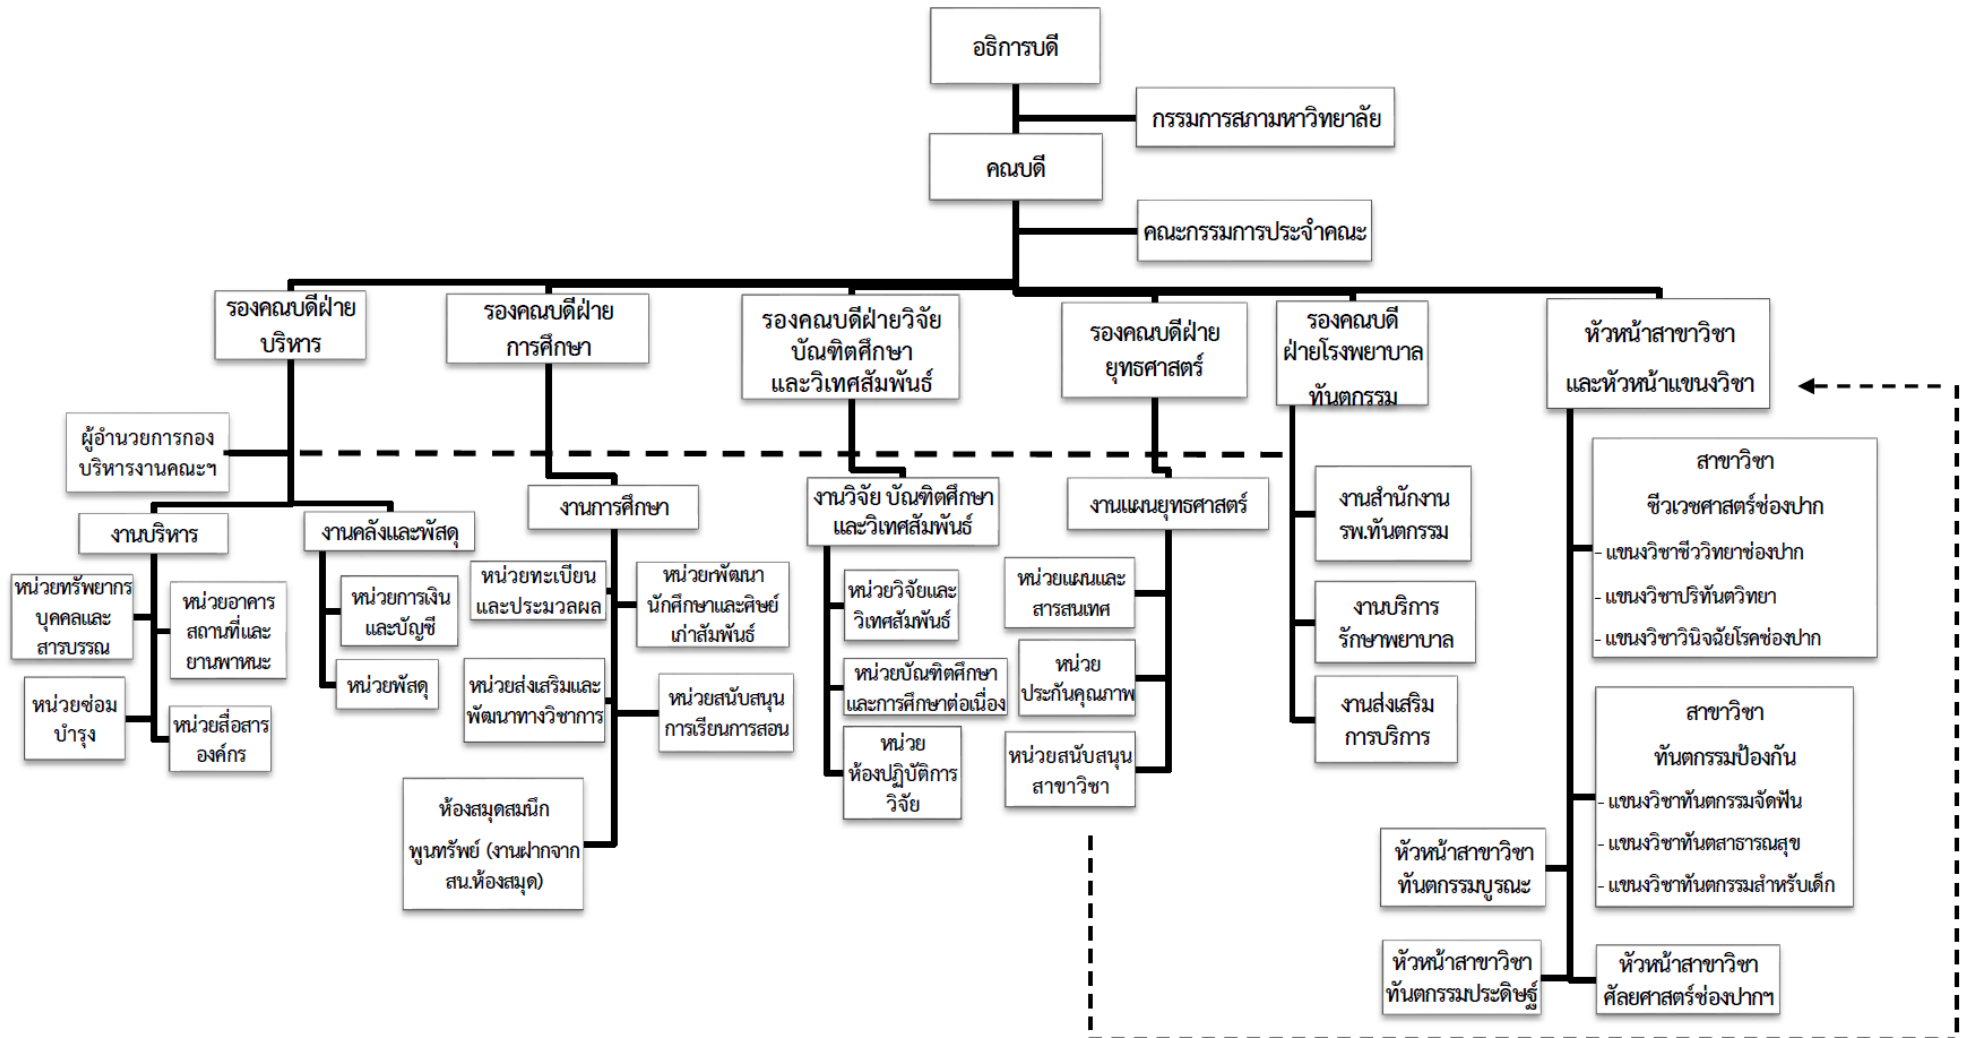 อธิการบดี
กรรมการสภามหาวิทยาลัย
คณบดี
คณะกรรมการประจำคณะ
รองคณบดีฝ่าย
บริหาร
รองคณบดีฝ่าย
การศึกษา
รองคณบดีฝ่ายวิจัย
บัณฑิตศึกษา
และวิเทศสัมพันธ์
รองคณบดีฝ่าย
ยุทธศาสตร์
รองคณบดี
ฝ่ายโรงพยาบาล
ทันตกรรม
หัวหน้าสาขาวิชา
และหัวหน้าแขนงวิชา
ผู้อำนวยการกอง
บริหารงานคณะฯ
งานบริหาร
งานคลังและพัสดุ
หน่วยทรัพยากร
บุคคลและ
สารบรรณ
หน่วยอาคาร
สถานที่และ
ยานพาหนะ
หน่วยซ่อม
บำรุง
หน่วยสื่อสาร
องค์กร
หน่วยการเงิน
และบัญชี
หน่วยพัสดุ
งานการศึกษา
หน่วยทะเบียน
และประมวลผล
หน่วยrพัฒนา
นักศึกษาและศิษย์
เก่าสัมพันธ์
หน่วยส่งเสริมและ
พัฒนาทางวิชาการ
หน่วยสนับสนุน
การเรียนการสอน
ห้องสมุดสมนึก
พูนทรัพย์ (งานฝากจาก
สน.ห้องสมุด)
งานวิจัย บัณฑิตศึกษา
และวิเทศสัมพันธ์
หน่วยวิจัยและ
วิเทศสัมพันธ์
หน่วยบัณฑิตศึกษา
และการศึกษาต่อเนื่อง
หน่วย
ห้องปฏิบัติการ
วิจัย
งานแผนยุทธศาสตร์
หน่วยแผนและ
สารสนเทศ
หน่วย
ประกันคุณภาพ
หน่วยสนับสนุน
สาขาวิชา
งานสำนักงาน
รพ.ทันตกรรม
งานบริการ
รักษาพยาบาล
งานส่งเสริม
การบริการ
สาขาวิชา
ชีวเวชศาสตร์ช่องปาก
- แขนงวิชาชีววิทยาช่องปาก
- แขนงวิชาปริทันตวิทยา
- แขนงวิชาวินิจฉัยโรคช่องปาก
สาขาวิชา
ทันตกรรมป้องกัน
- แขนงวิชาทันตกรรมจัดฟัน
- แขนงวิชาทันตสาธารณสุข
- แขนงวิชาทันตกรรมสำหรับเด็ก
หัวหน้าสาขาวิชา
ทันตกรรมบูรณะ
หัวหน้าสาขาวิชา
ทันตกรรมประดิษฐ์
หัวหน้าสาขาวิชา
ศัลยศาสตร์ช่องปากฯ